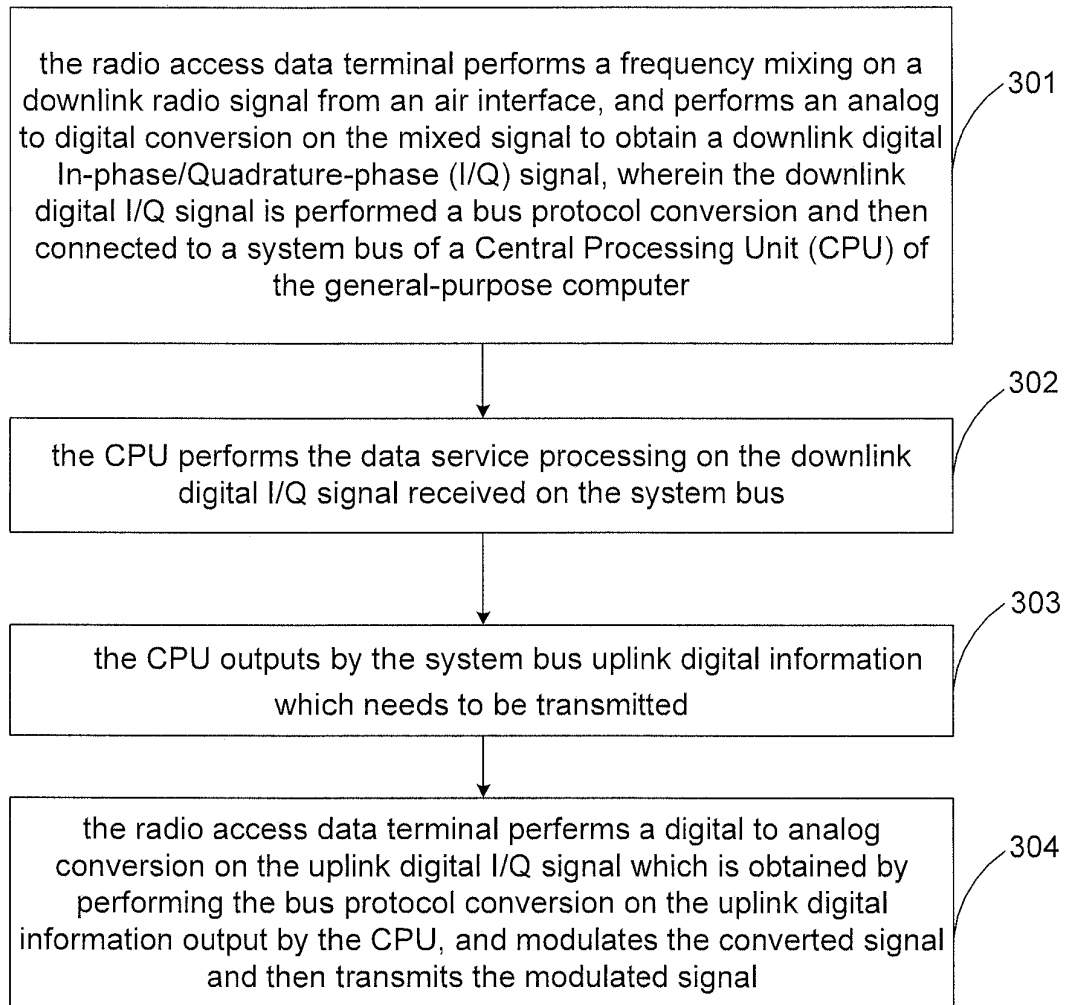 the radio access data terminal performs a frequency mixing on a
downlink radio signal from an air interface, and performs an analog
to digital conversion on the mixed signal to obtain a downlink digital
In-phase/Quadrature-phase (I/Q) signal, wherein the downlink
digital I/Q signal is performed a bus protocol conversion and then
connected to a system bus of a Central Processing Unit (CPU) of
the general-purpose computer
301
302
the CPU performs the data service processing on the downlink
digital I/Q signal received on the system bus
303
the CPU outputs by the system bus uplink digital information
which needs to be transmitted
the radio access data terminal perferms a digital to analog
conversion on the uplink digital I/Q signal which is obtained by
performing the bus protocol conversion on the uplink digital
information output by the CPU, and modulates the converted signal
and then transmits the modulated signal
304